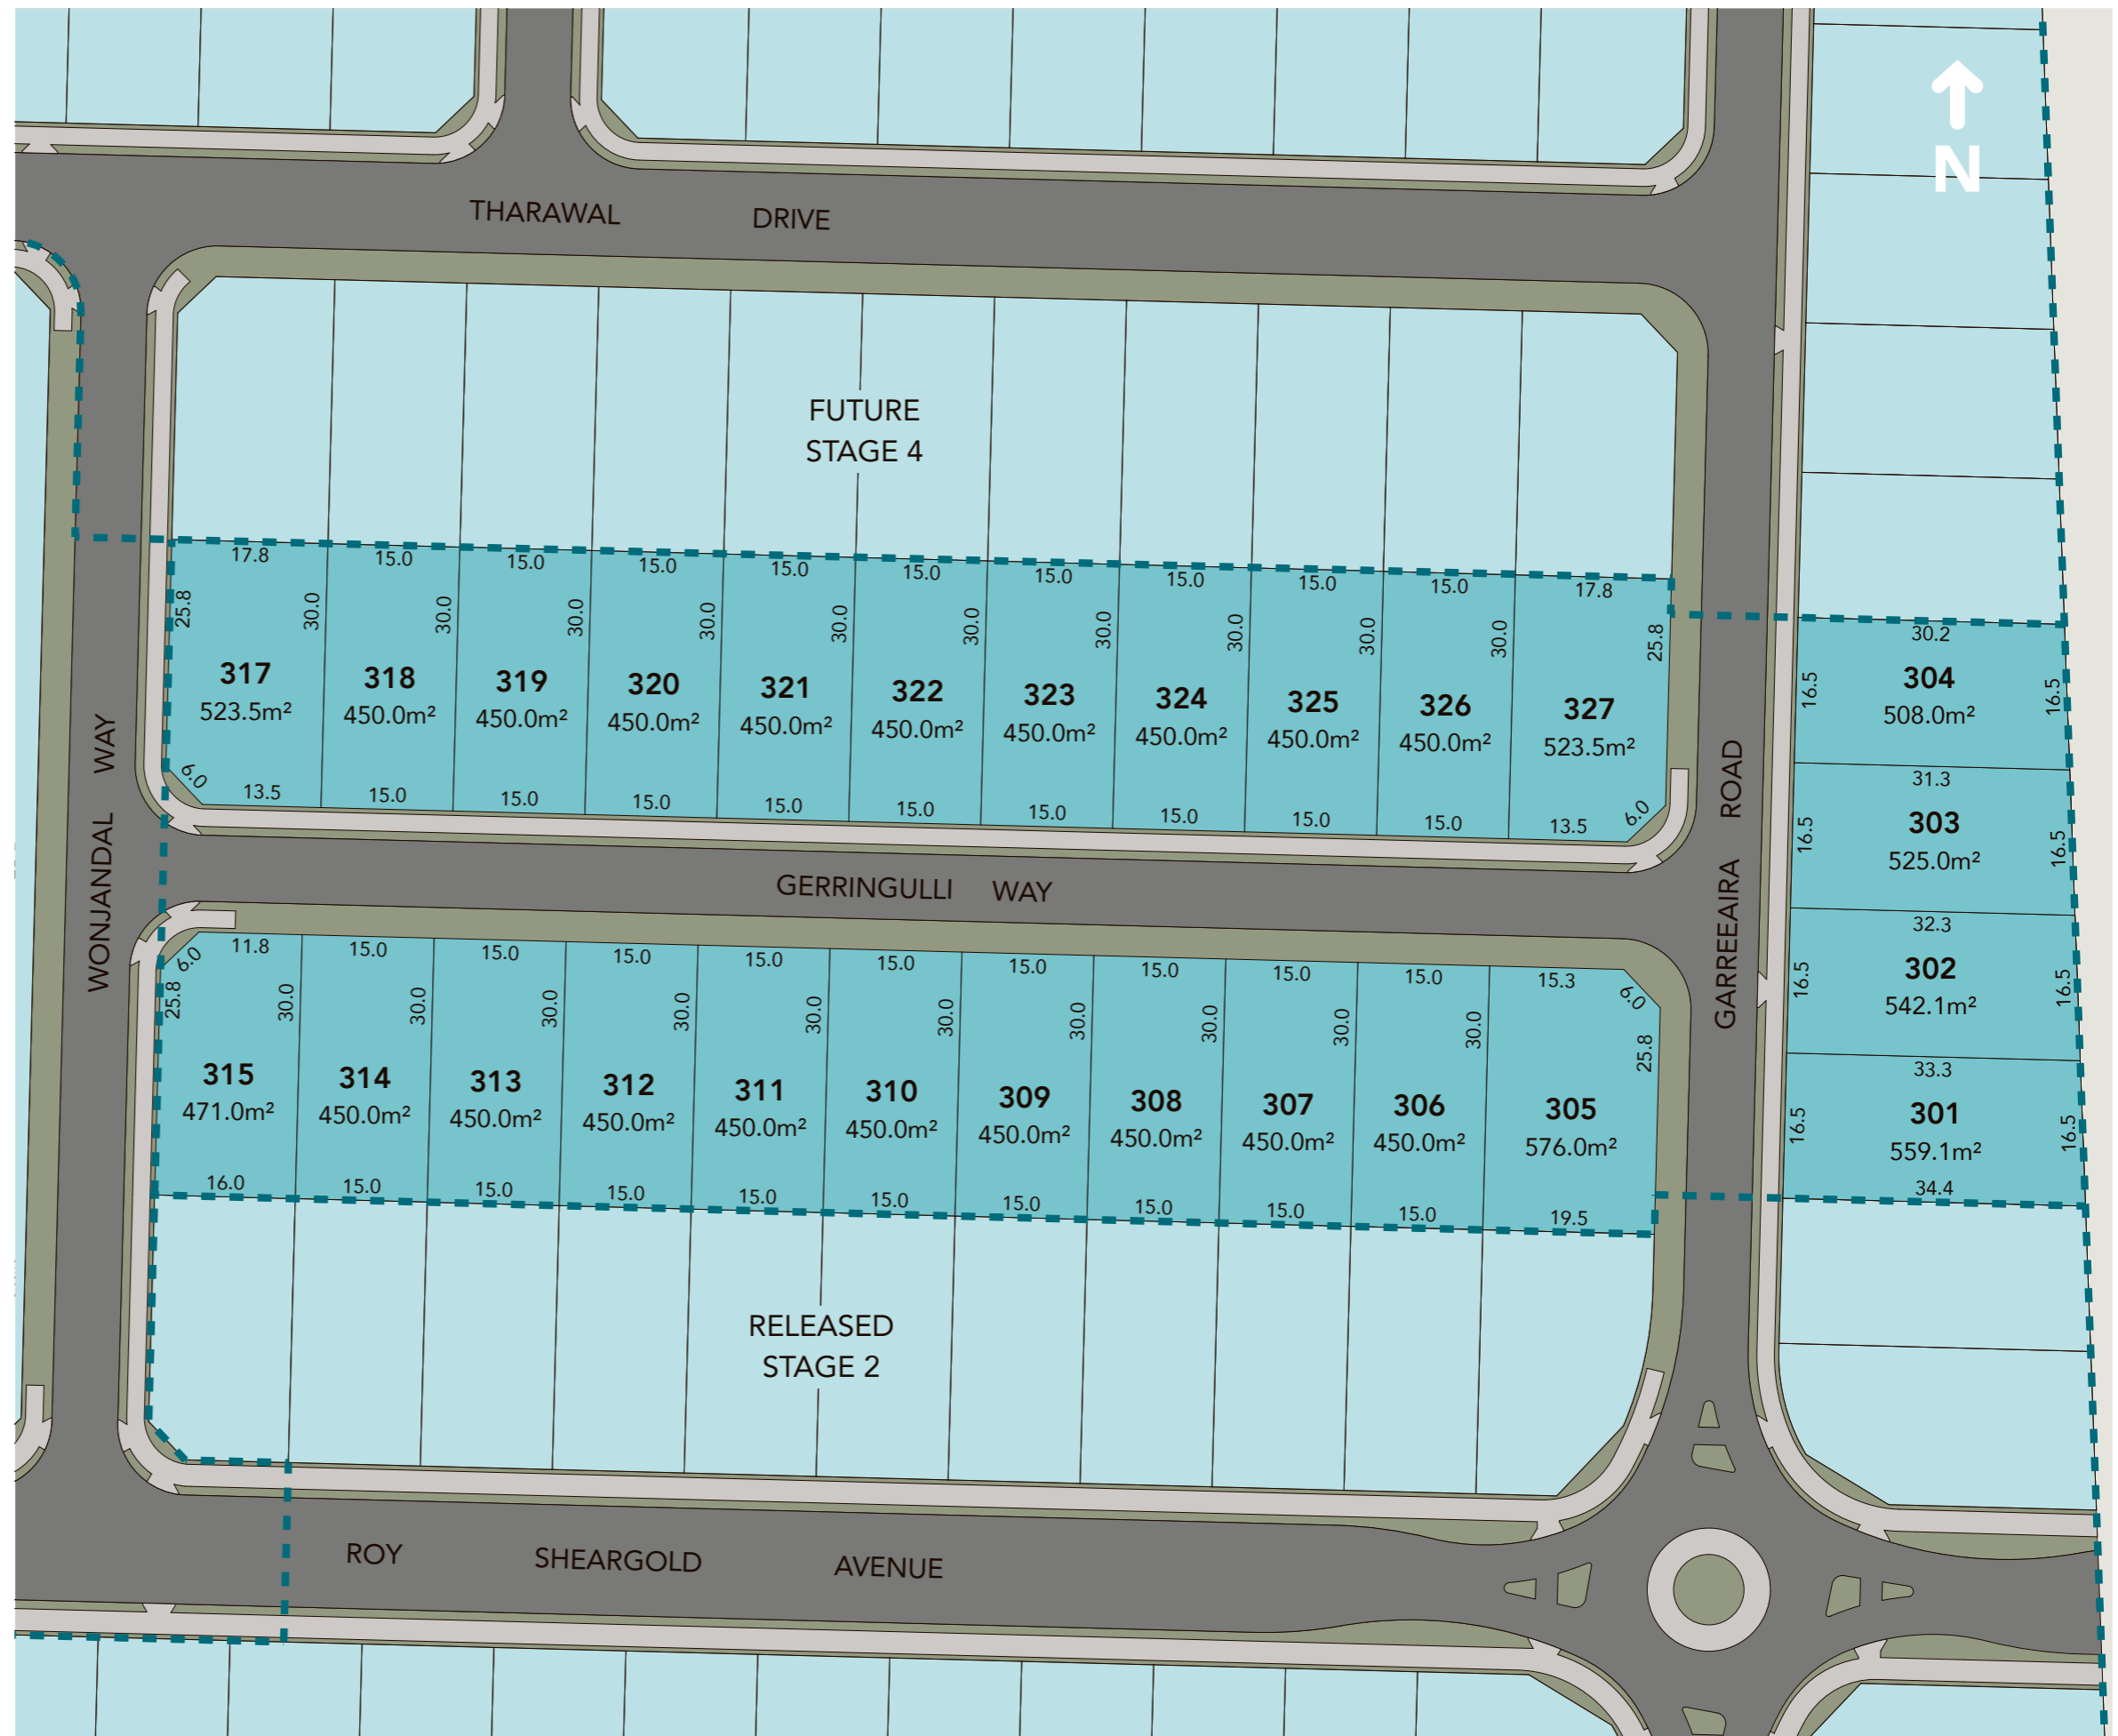 N
THARAWAL DRIVE
FUTURE
STAGE 4
17.8 15.0 15.0 15.0 15.0 15.0 15.0 15.0 15.0 15.0 17.8
25.8 30.0 30.0 30.0 30.0 30.0 30.0 30.0 30.0 30.0 30.0 25.8
317 318 319 320 321 322 323 324 325 326 327
523.5m² 450.0m² 450.0m² 450.0m² 450.0m² 450.0m² 450.0m² 450.0m² 450.0m² 450.0m² 523.5m²
6.0 13.5 15.0 15.0 15.0 15.0 15.0 15.0 15.0 15.0 15.0 13.5 6.0
30.2
16.5 304 16.5
508.0m²
31.3
16.5 303 16.5
525.0m²
32.3
16.5 302 16.5
542.1m²
33.3
16.5 301 16.5
559.1m²
34.4
WONJANDAL WAY
GERRINGULLI WAY
GARREEAIRA ROAD
6.0 11.8 15.0 15.0 15.0 15.0 15.0 15.0 15.0 15.0 15.0 15.3 6.0
25.8 30.0 30.0 30.0 30.0 30.0 30.0 30.0 30.0 30.0 30.0 25.8
315 314 313 312 311 310 309 308 307 306 305
471.0m² 450.0m² 450.0m² 450.0m² 450.0m² 450.0m² 450.0m² 450.0m² 450.0m² 450.0m² 576.0m²
16.0 15.0 15.0 15.0 15.0 15.0 15.0 15.0 15.0 15.0 19.5
RELEASED
STAGE 2
ROY SHEARGOLD AVENUE